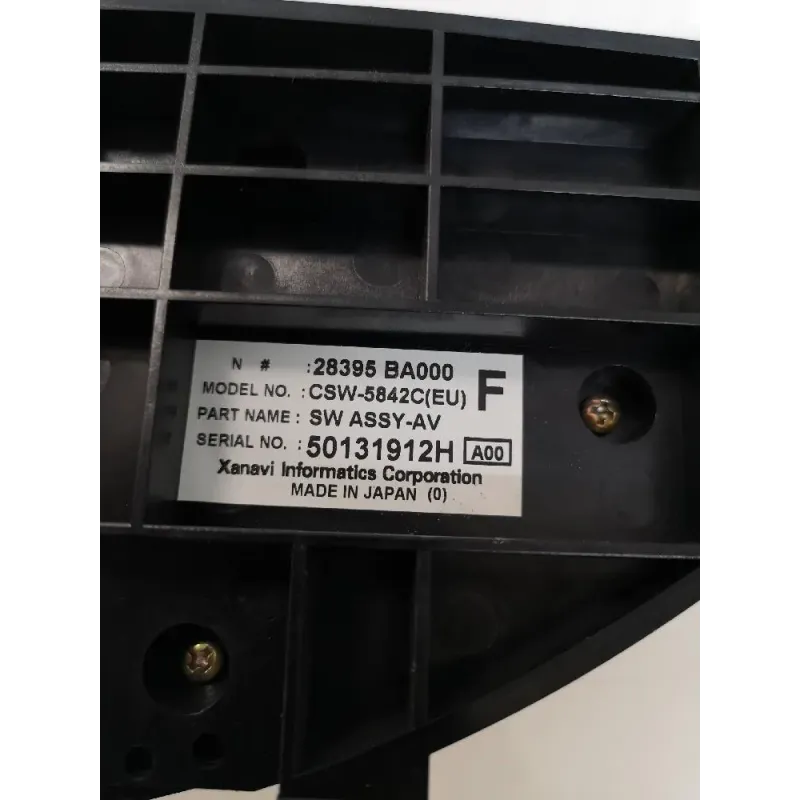 N # : 28395 BA000
MODEL NO. : CSW-5842C(EU) F
PART NAME : SW ASSY-AV
SERIAL NO. : 50131912H A00
Xanavi Informatics Corporation
MADE IN JAPAN (0)